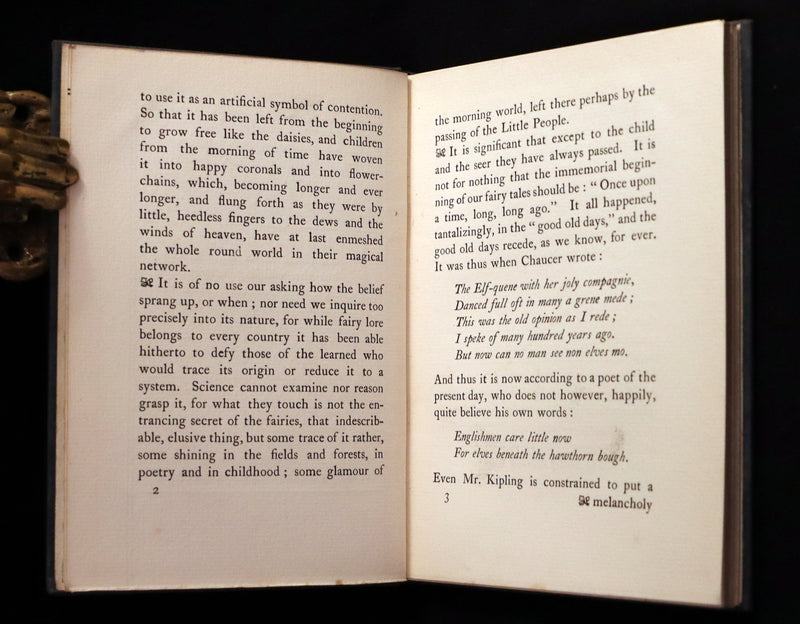 to use it as an artificial symbol of contention.
So that it has been left from the beginning
to grow free like the daisies, and children
from the morning of time have woven
it into happy coronals and into flower-
chains, which, becoming longer and ever
longer, and flung forth as they were by
little, heedless fingers to the dews and the
winds of heaven, have at last enmeshed
the whole round world in their magical
network.
It is of no use our asking how the belief
sprang up, or when ; nor need we inquire too
precisely into its nature, for while fairy lore
belongs to every country it has been able
hitherto to defy those of the learned who
would trace its origin or reduce it to a
system. Science cannot examine nor reason
grasp it, for what they touch is not the en-
trancing secret of the fairies, that indescrib-
able, elusive thing, but some trace of it rather,
some shining in the fields and forests, in
poetry and in childhood ; some glamour of
2
the morning world, left there perhaps by the
passing of the Little People.
It is significant that except to the child
and the seer they have always passed. It is
not for nothing that the immemorial begin-
ning of our fairy tales should be : “ Once upon
a time, long, long ago.” It all happened,
tantalizingly, in the “ good old days,” and the
good old days recede, as we know, for ever.
It was thus when Chaucer wrote :
The Elf-quene with her joly compagnie,
Danced full oft in many a grene mede ;
This was the old opinion as I rede ;
I speke of many hundred years ago.
But now can no man see non elves mo.
And thus it is now according to a poet of the
present day, who does not however, happily,
quite believe his own words :
Englishmen care little now
For elves beneath the hawthorn bough.
Even Mr. Kipling is constrained to put a
3
melancholy